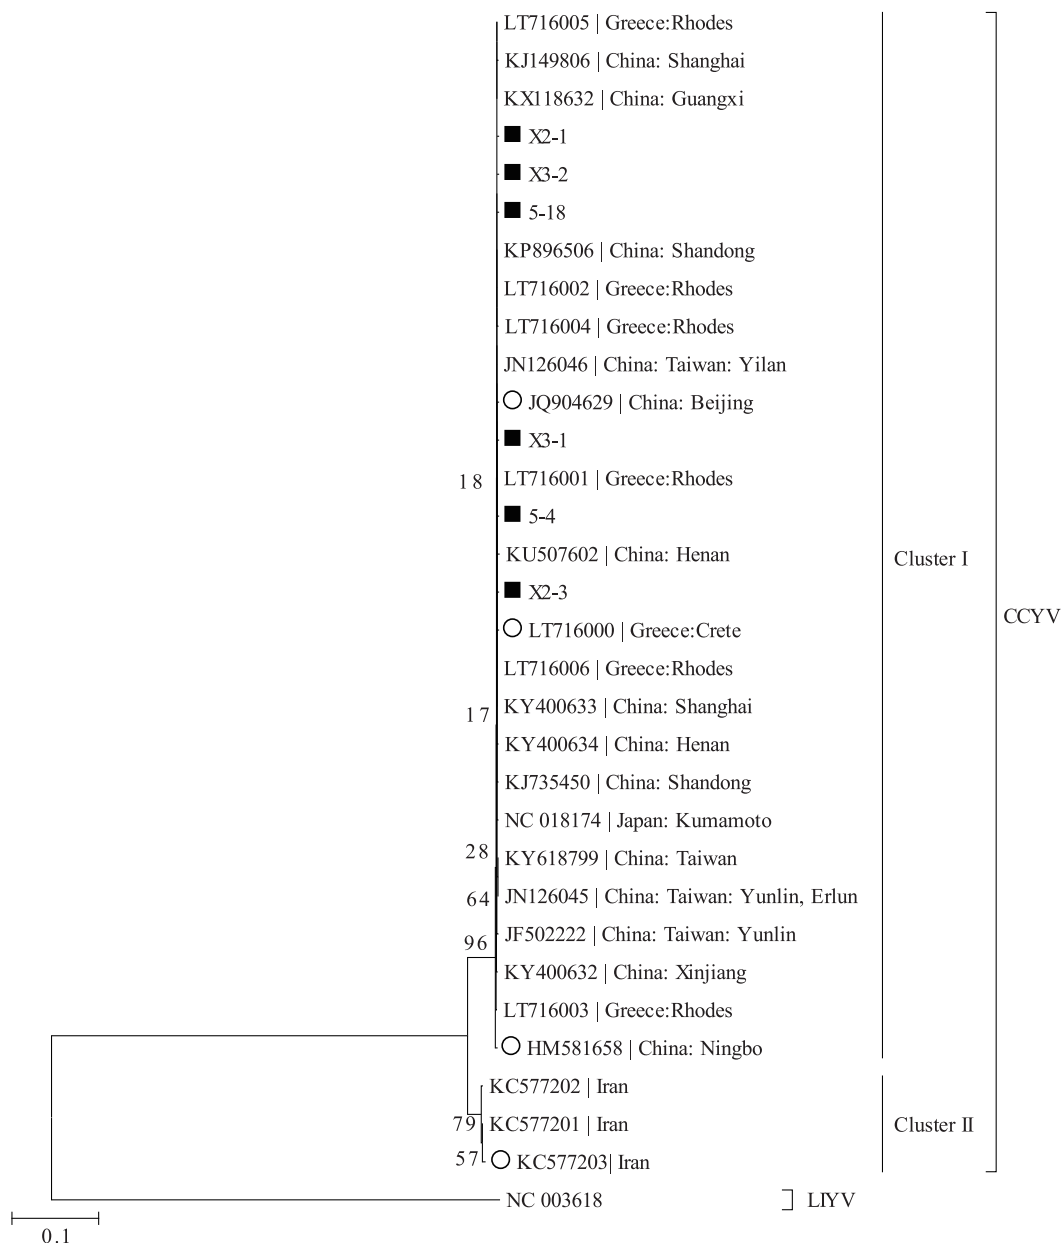 LT716005 | Greece:Rhodes
KJ149806 | China: Shanghai
KX118632 | China: Guangxi
X2-1
X3-2
5-18
KP896506 | China: Shandong
LT716002 | Greece:Rhodes
LT716004 | Greece:Rhodes
JN126046 | China: Taiwan: Yilan
JQ904629 | China: Beijing
X3-1
18
LT716001 | Greece:Rhodes
5-4
KU507602 | China: Henan
Cluster I
X2-3
CCYV
LT716000 | Greece:Crete
LT716006 | Greece:Rhodes
17
KY400633 | China: Shanghai
KY400634 | China: Henan
KJ735450 | China: Shandong
NC 018174 | Japan: Kumamoto
28
KY618799 | China: Taiwan
64
JN126045 | China: Taiwan: Yunlin, Erlun
JF502222 | China: Taiwan: Yunlin
96
KY400632 | China: Xinjiang
LT716003 | Greece:Rhodes
HM581658 | China: Ningbo
KC577202 | Iran
79
KC577201 | Iran
Cluster II
57
KC577203| Iran
NC 003618
LIYV
0.1